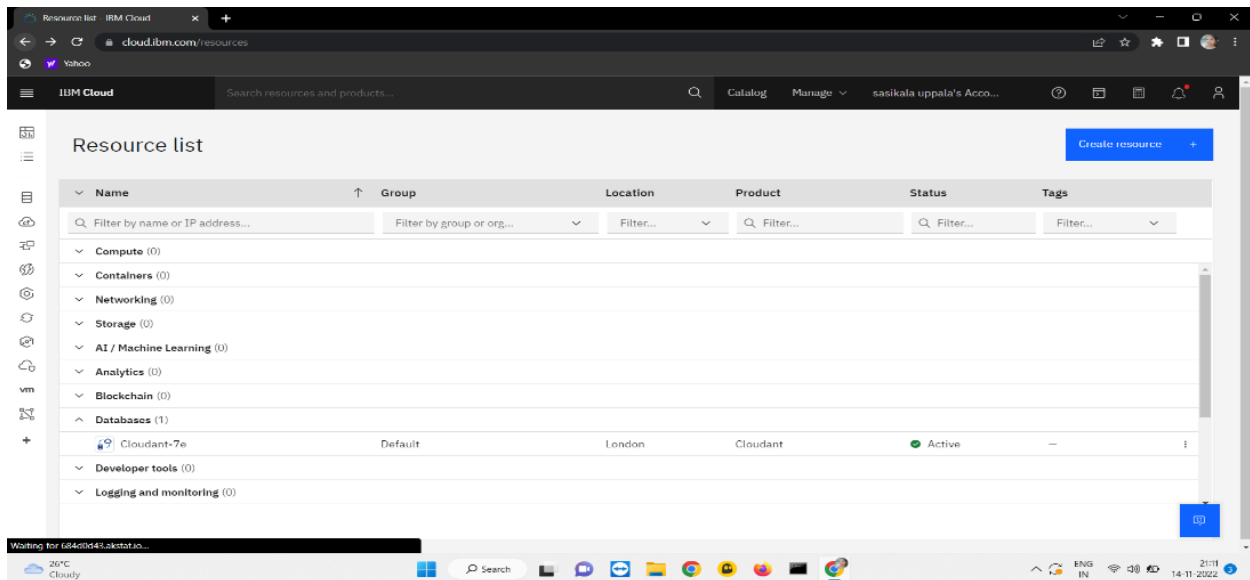 Resource list - IBM Cloud
cloud.ibm.com/resources
Yahoo
IBM Cloud Search resources and products... Catalog Manage sasikala uppala's Acco...
Resource list
Create resource +
Name Group Location Product Status Tags
Filter by name or IP address... Filter by group or org... Filter... Filter... Filter... Filter...
Compute (0)
Containers (0)
Networking (0)
Storage (0)
AI / Machine Learning (0)
Analytics (0)
Blockchain (0)
Databases (1)
Cloudant-7e Default London Cloudant Active —
Developer tools (0)
Logging and monitoring (0)
vm
Waiting for 684d0d43.akstat.io...
26°C
Cloudy
Search
ENG
IN
21:11
14-11-2022
3